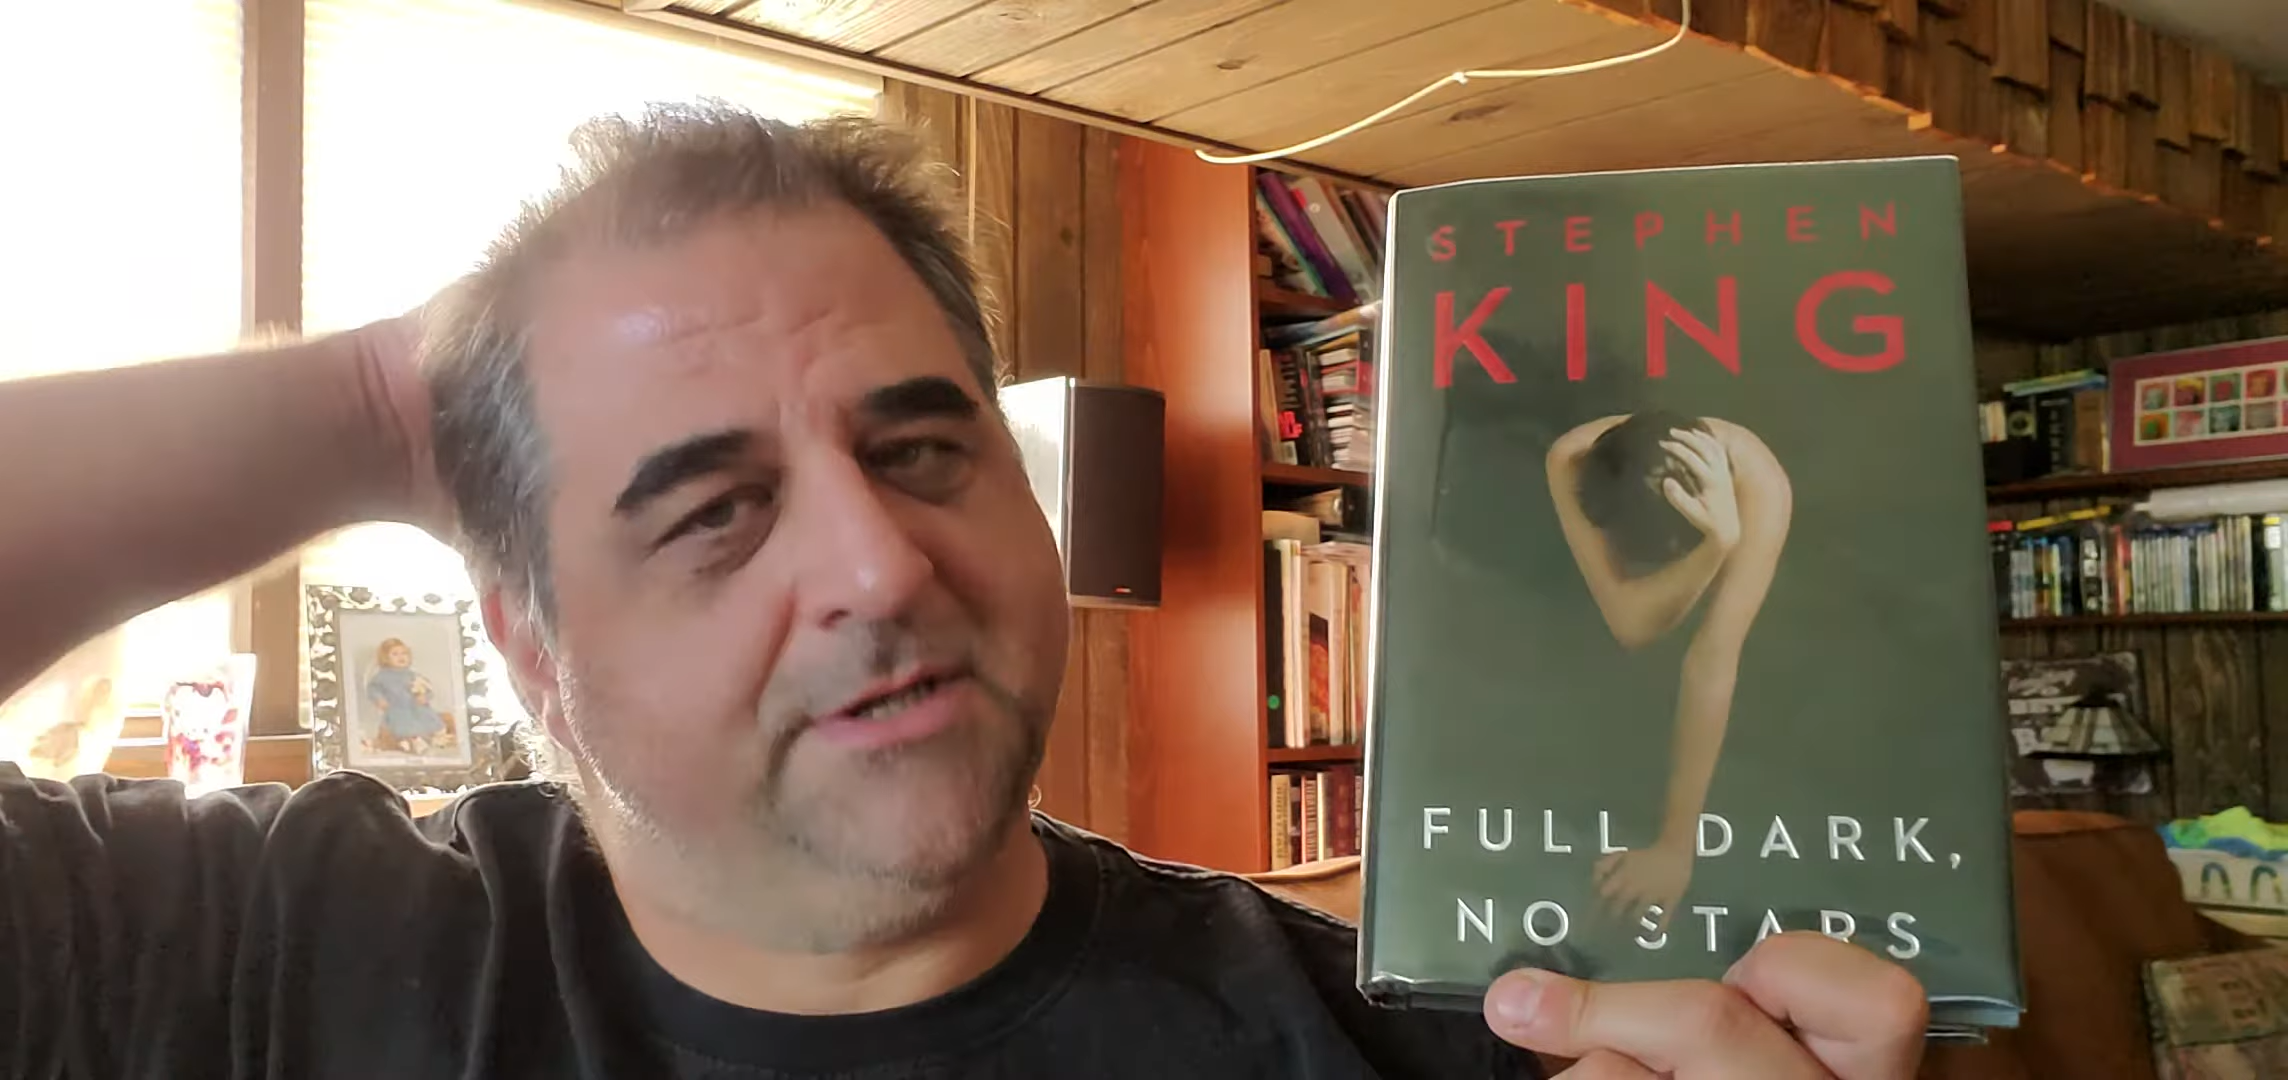 STEPHEN
KING
FULL DARK,
NO STARS